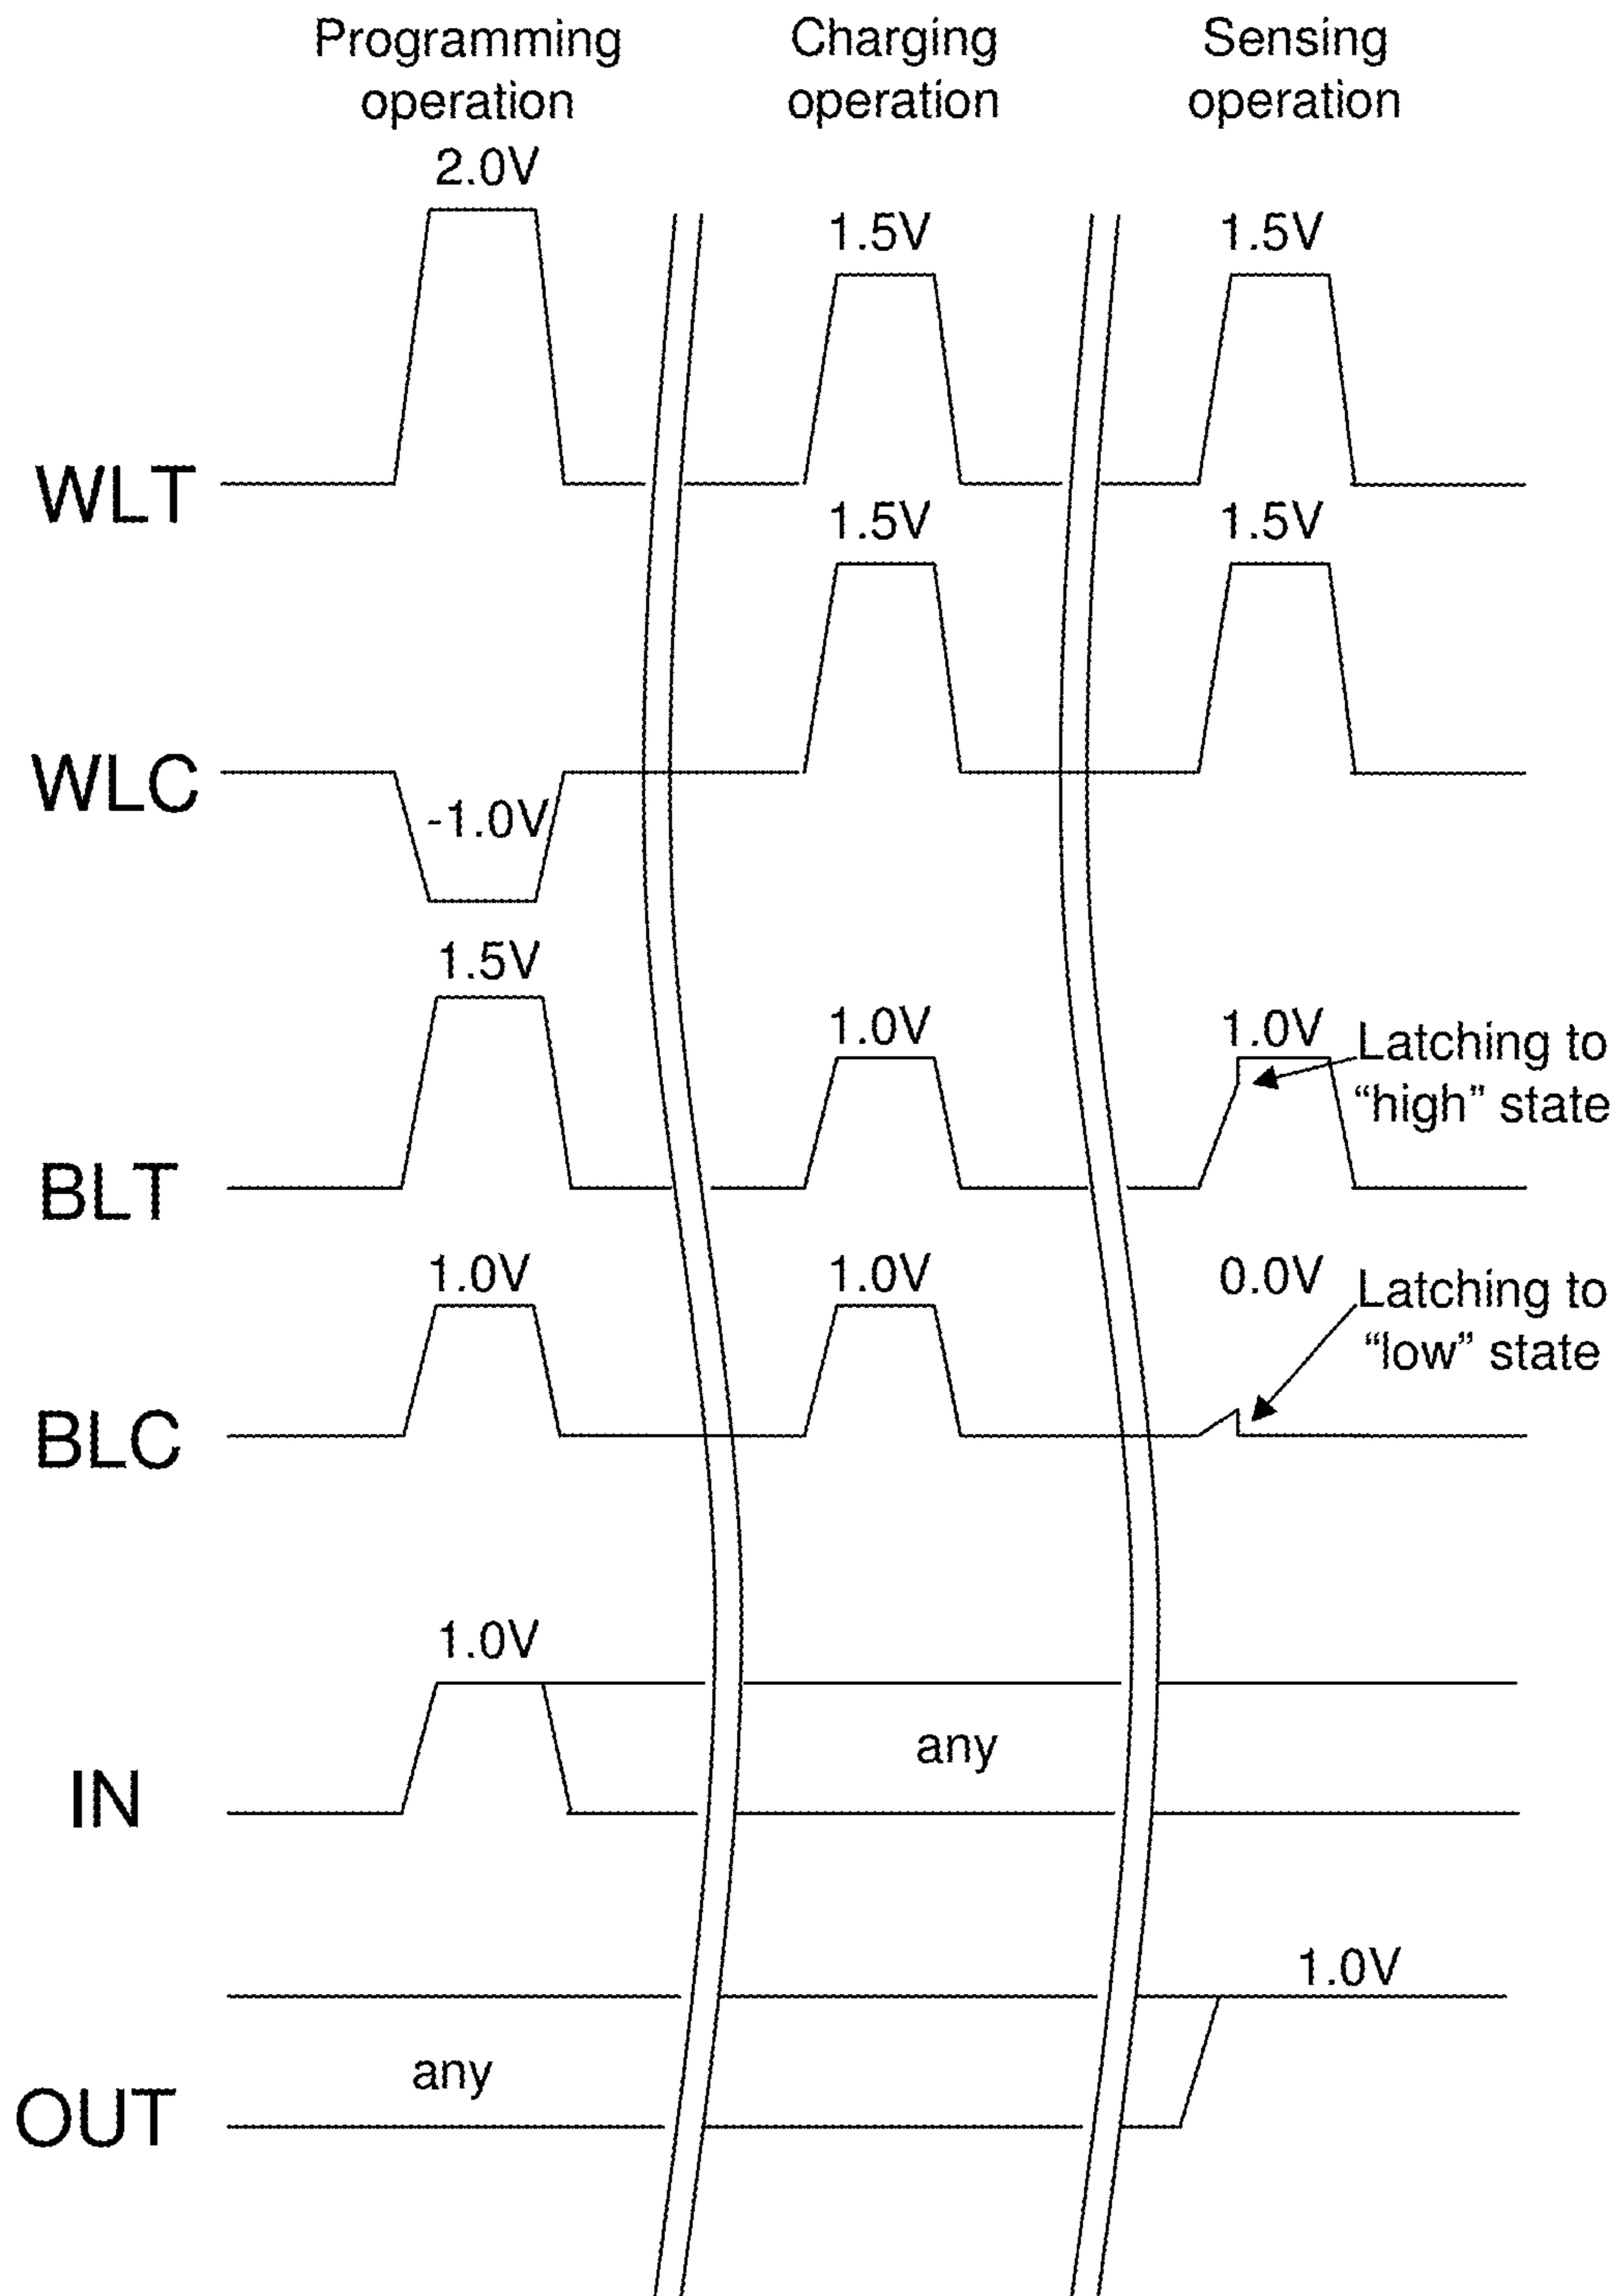 Programming
operation
Charging
operation
Sensing
operation
2.0V
1.5V
1.5V
WLT
1.5V
1.5V
WLC
-1.0V
1.5V
1.0V
1.0V
Latching to
“high” state
BLT
1.0V
1.0V
0.0V
Latching to
“low” state
BLC
1.0V
any
IN
1.0V
any
OUT